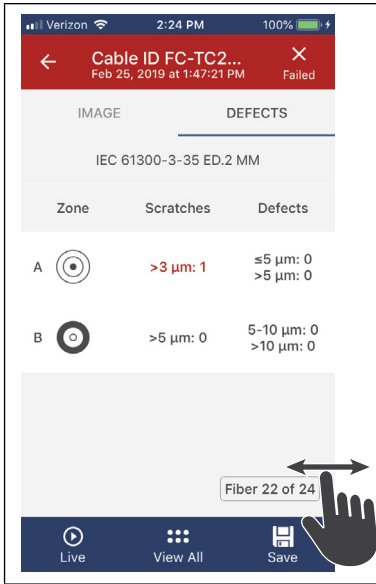 Verizon 2:24 PM 100%
Cable ID FC-TC2... ×
Feb 25, 2019 at 1:47:21 PM Failed
IMAGE DEFECTS
IEC 61300-3-35 ED.2 MM
Zone Scratches Defects
A >3 µm: 1 ≤5 µm: 0
>5 µm: 0
B >5 µm: 0 5-10 µm: 0
>10 µm: 0
Fiber 22 of 24
Live View All Save